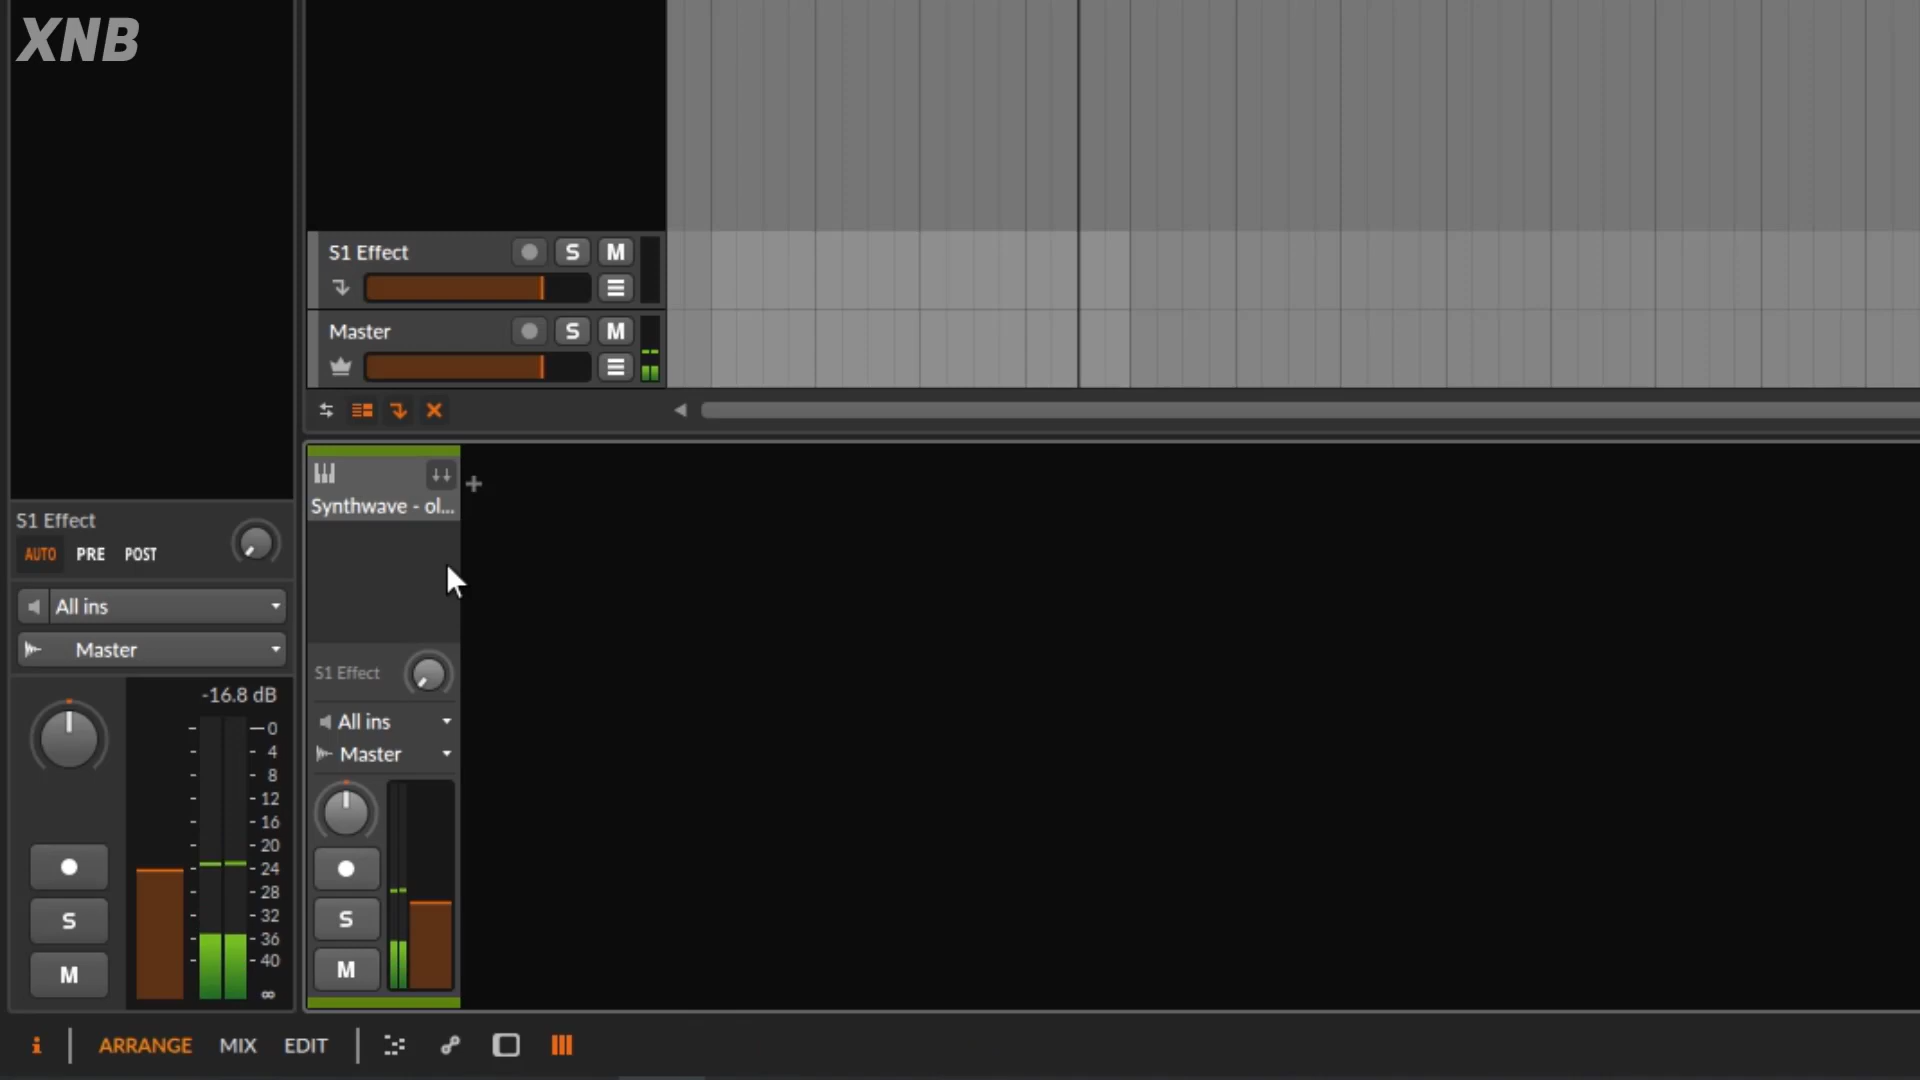 XNB
S1 Effect S M
Master S M
Synthwave - ol...
S1 Effect
AUTO PRE POST
All ins
Master
-16.8 dB
0
4
8
12
16
20
24
28
32
36
40
∞
S
M
S1 Effect
All ins
Master
S
M
i ARRANGE MIX EDIT